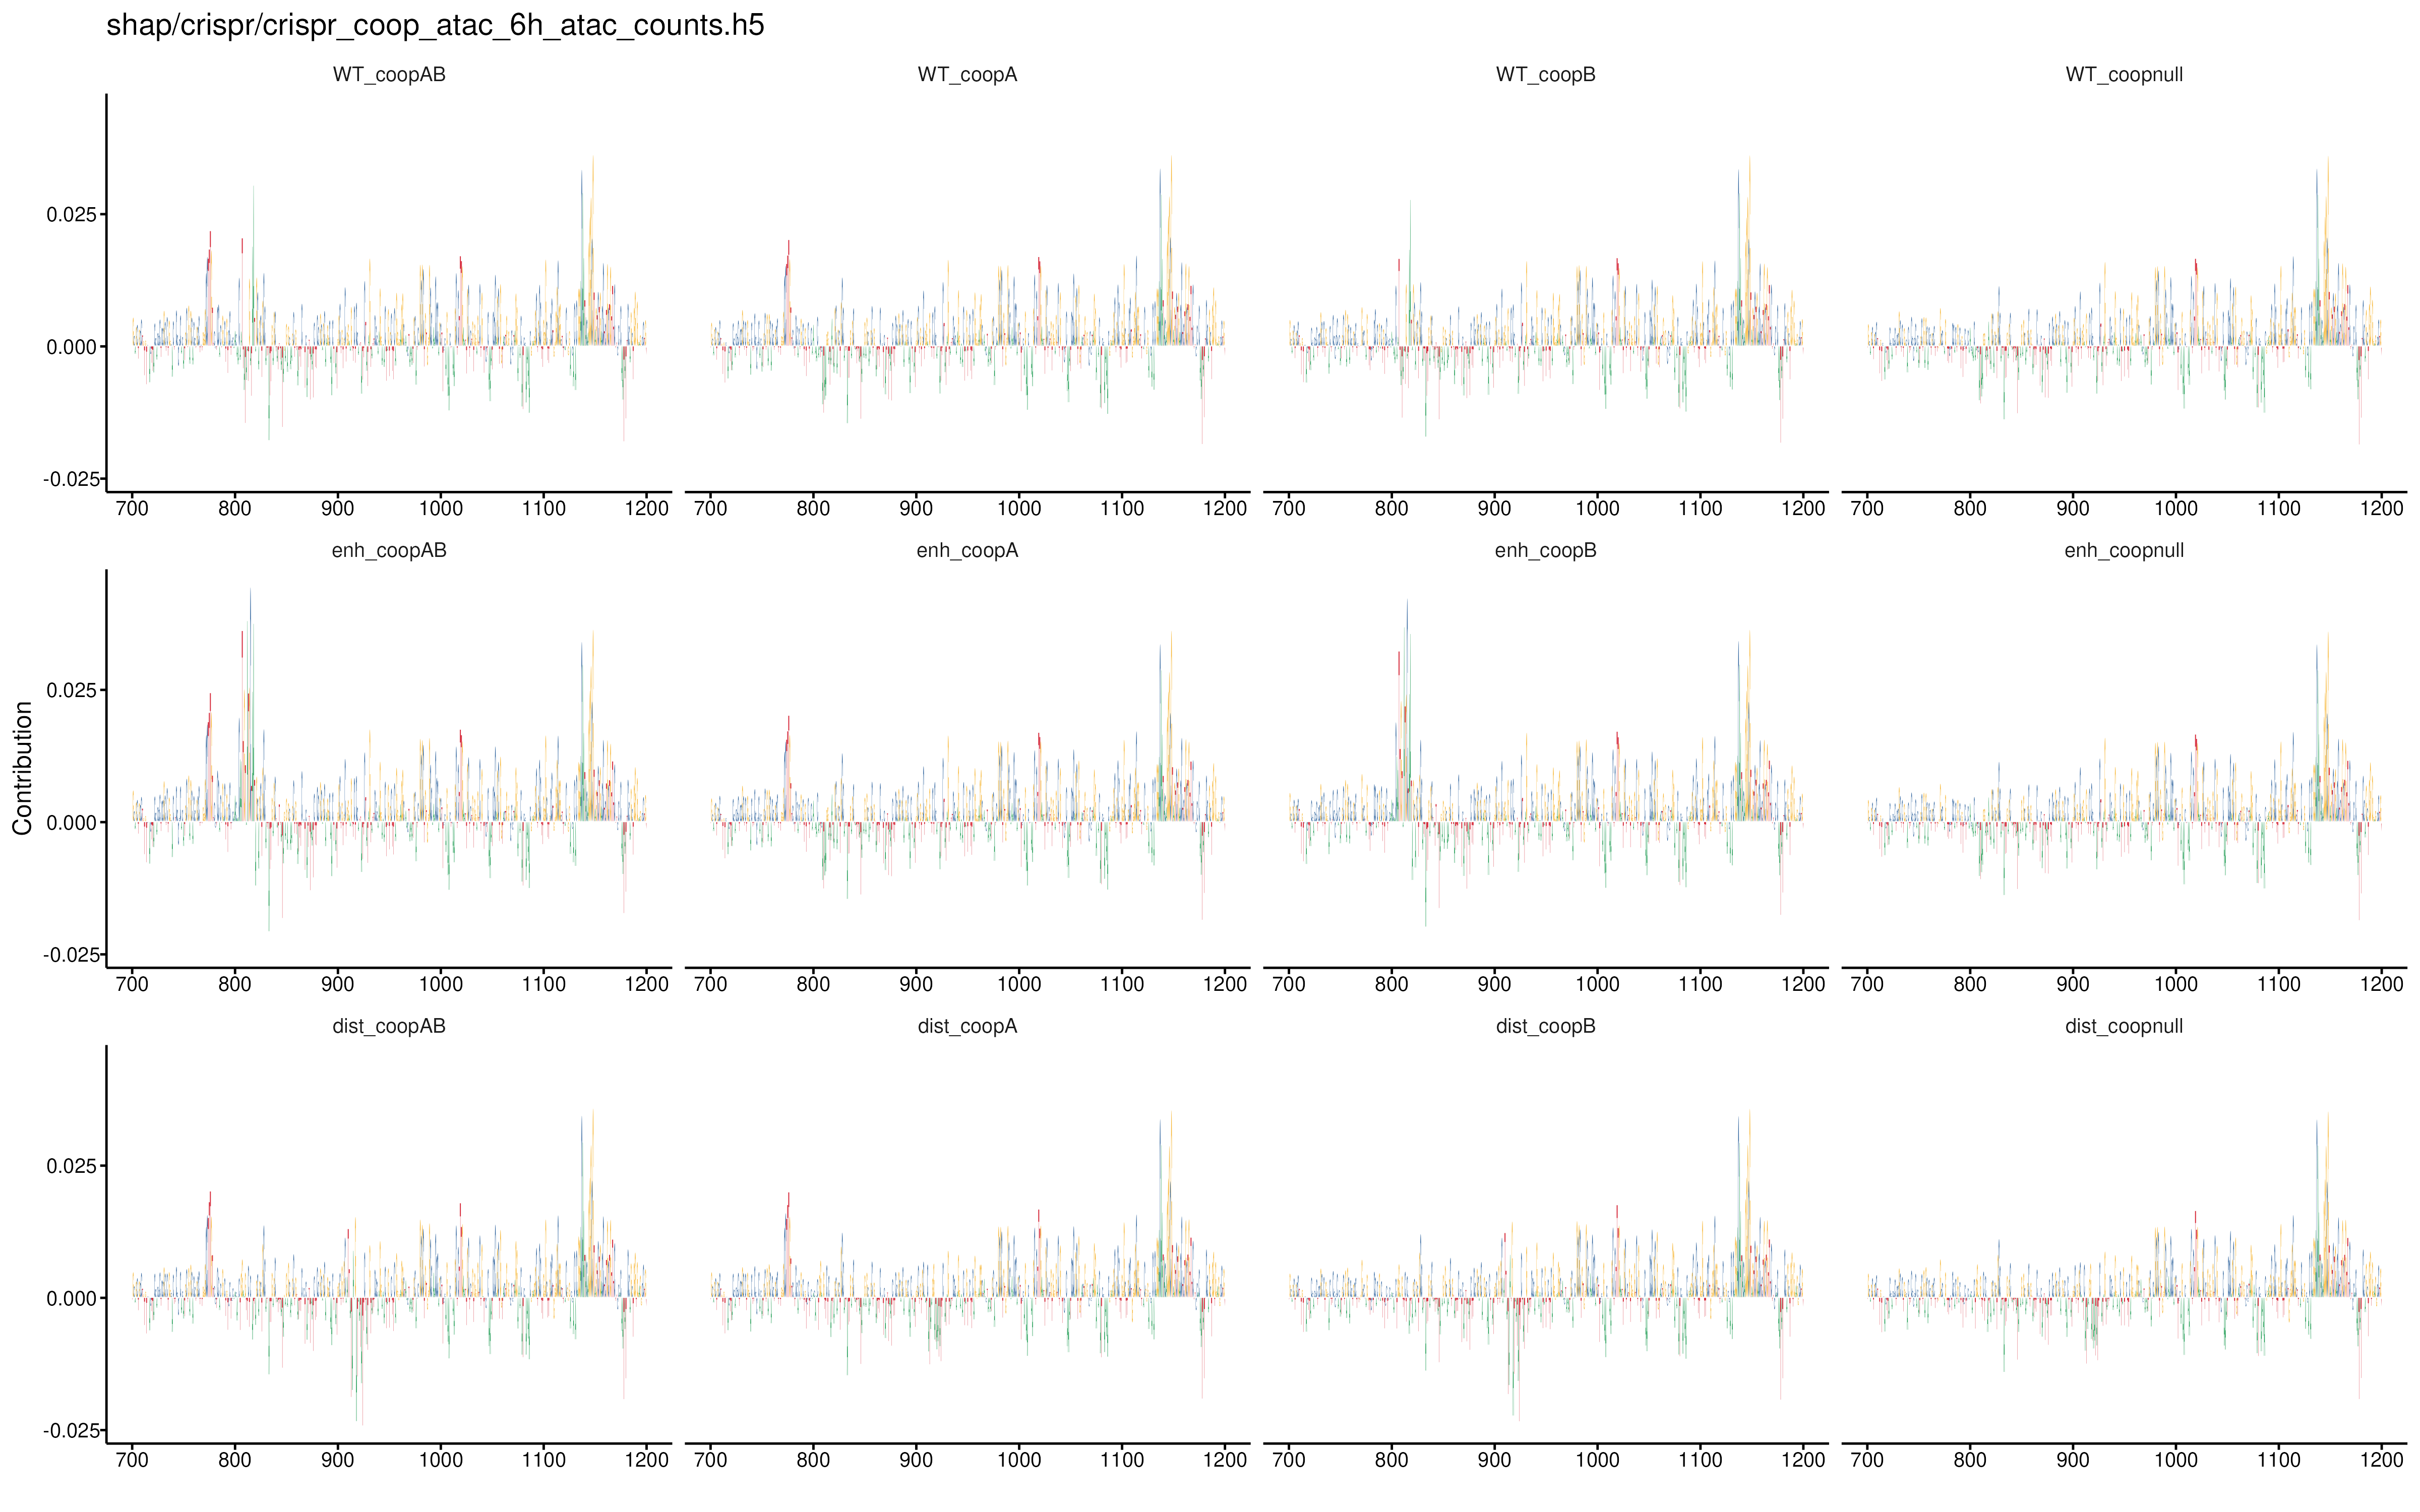 shap/crispr/crispr_coop_atac_6h_atac_counts.h5
WT_coopAB WT_coopA WT_coopB WT_coopnull
0.025
0.000
-0.025
700 800 900 1000 1100 1200 700 800 900 1000 1100 1200 700 800 900 1000 1100 1200 700 800 900 1000 1100 1200
enh_coopAB enh_coopA enh_coopB enh_coopnull
Contribution
0.025
0.000
-0.025
700 800 900 1000 1100 1200 700 800 900 1000 1100 1200 700 800 900 1000 1100 1200 700 800 900 1000 1100 1200
dist_coopAB dist_coopA dist_coopB dist_coopnull
0.025
0.000
-0.025
700 800 900 1000 1100 1200 700 800 900 1000 1100 1200 700 800 900 1000 1100 1200 700 800 900 1000 1100 1200